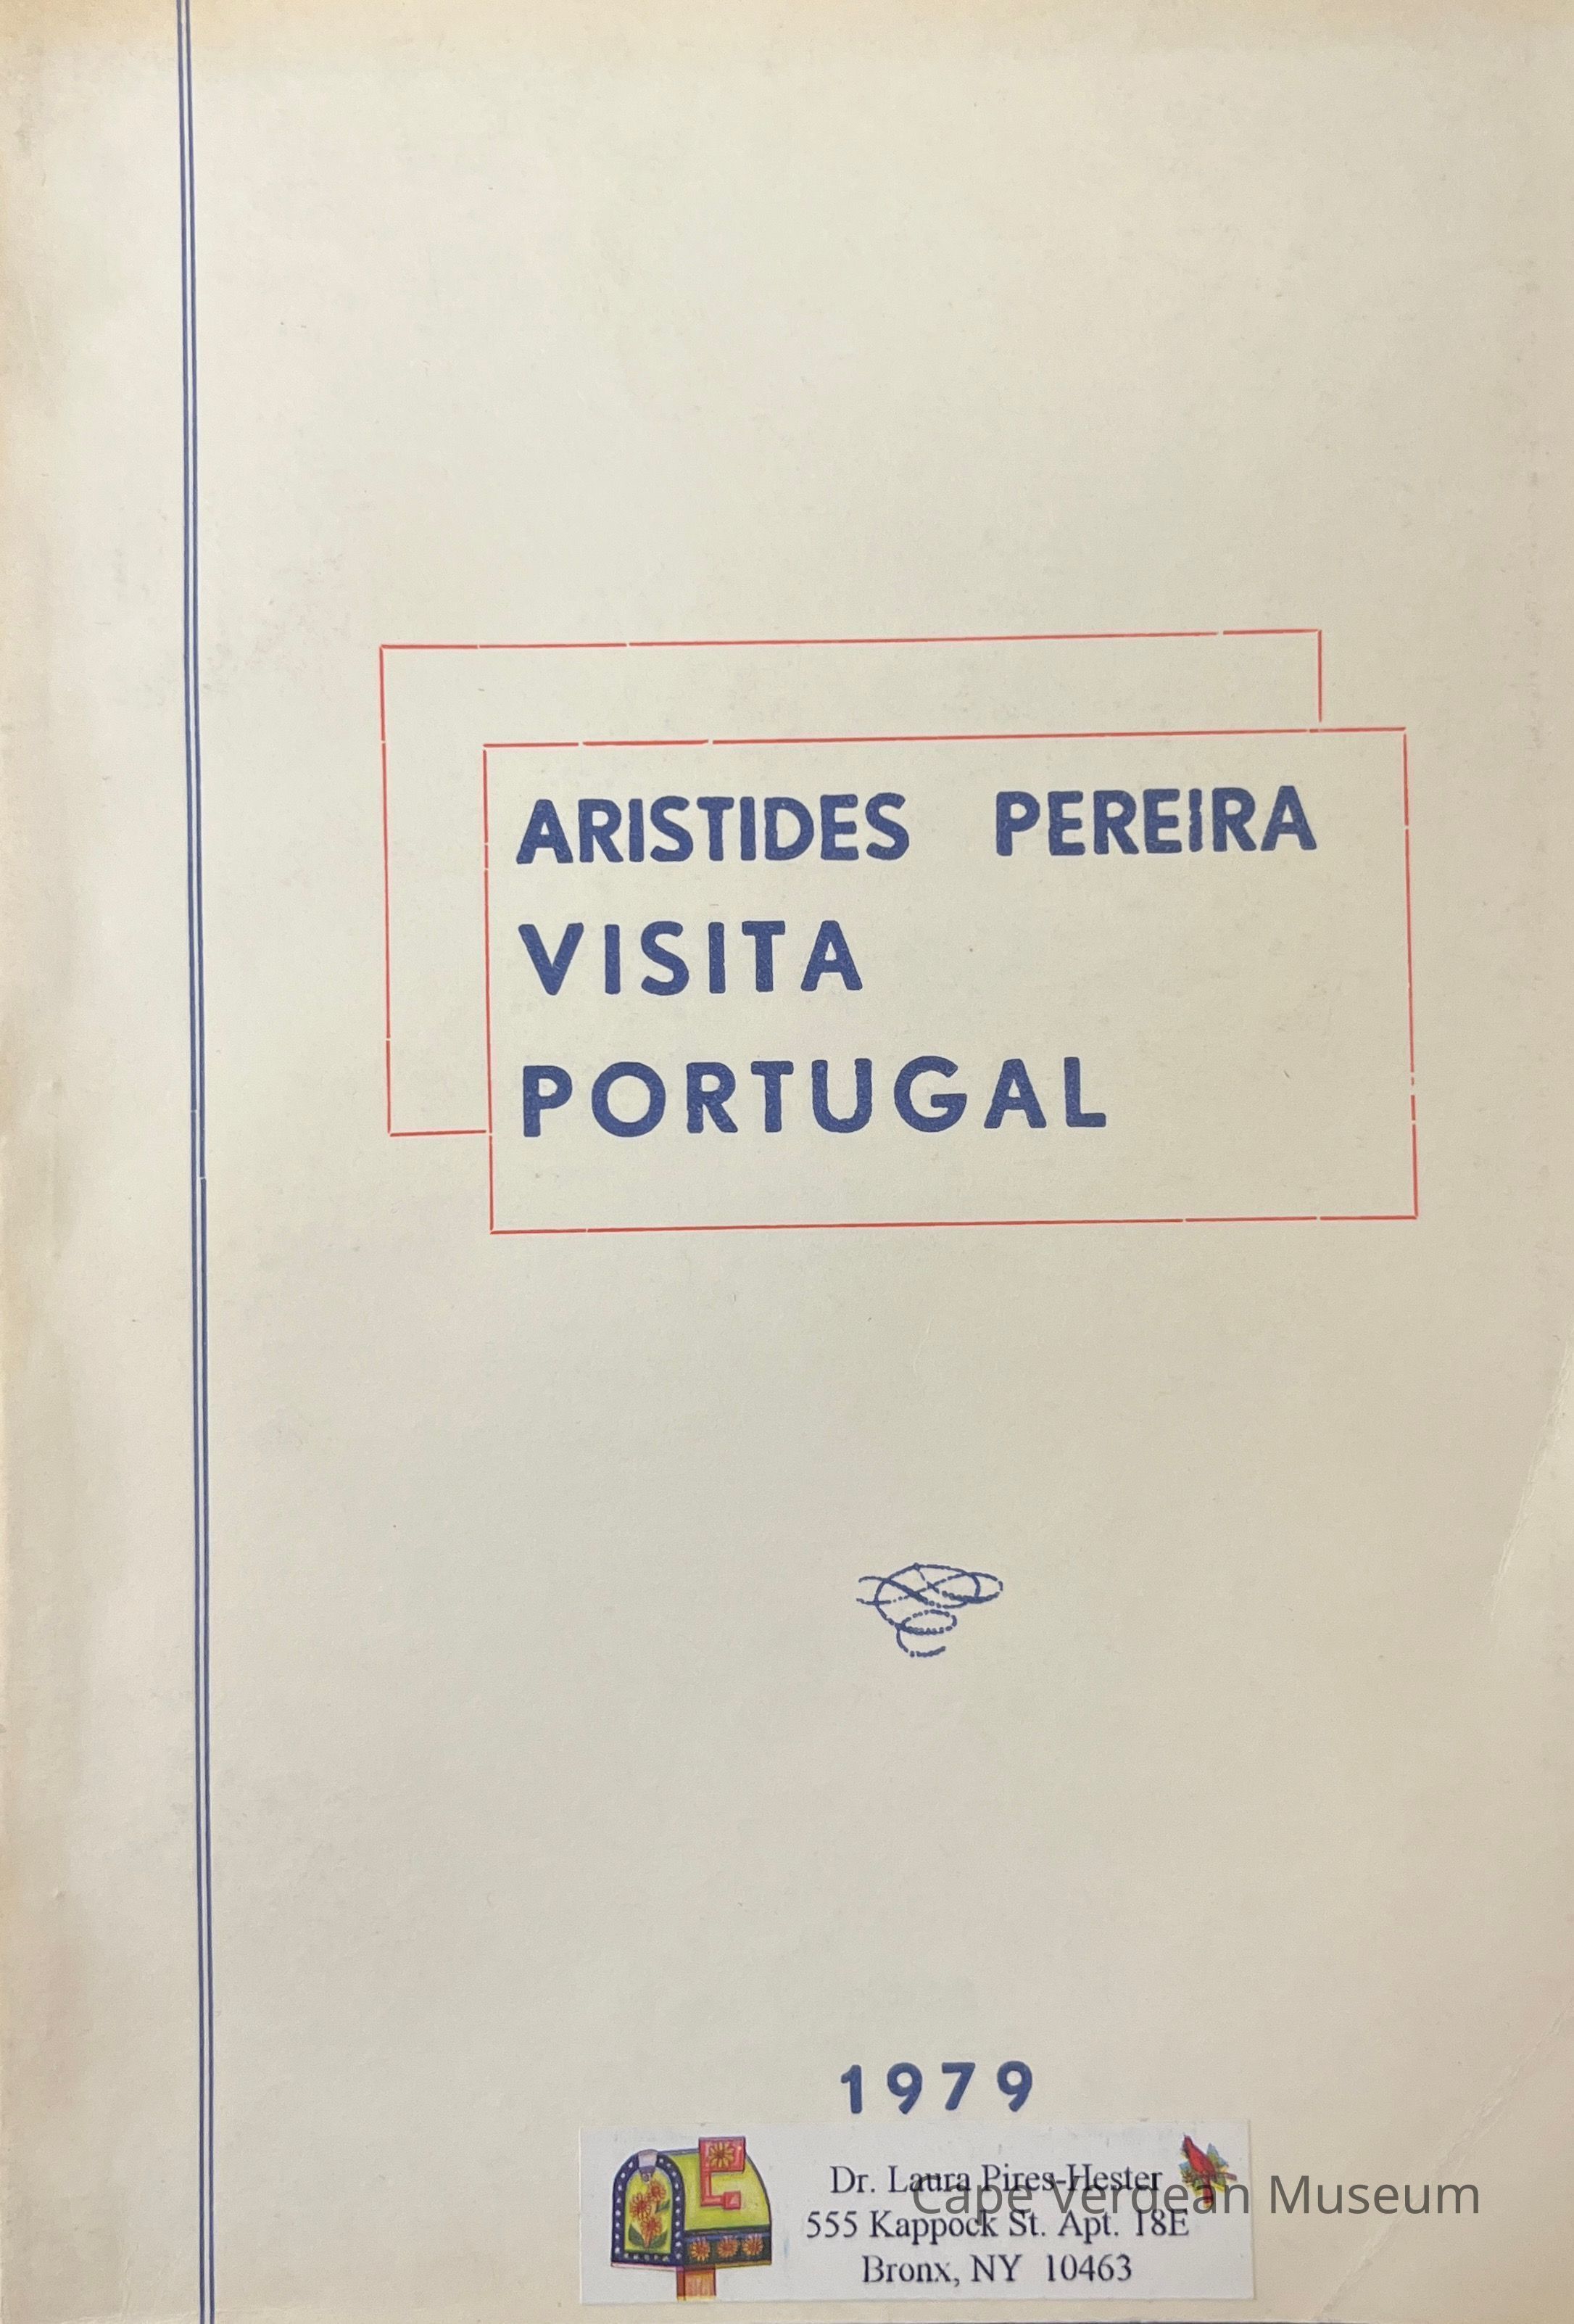 ARISTIDES PEREIRA
VISITA
PORTUGAL
1979
Dr. Laura Pires-Hester
555 Kappock St. Apt. 18E
Bronx, NY 10463
Cape Verdean Museum